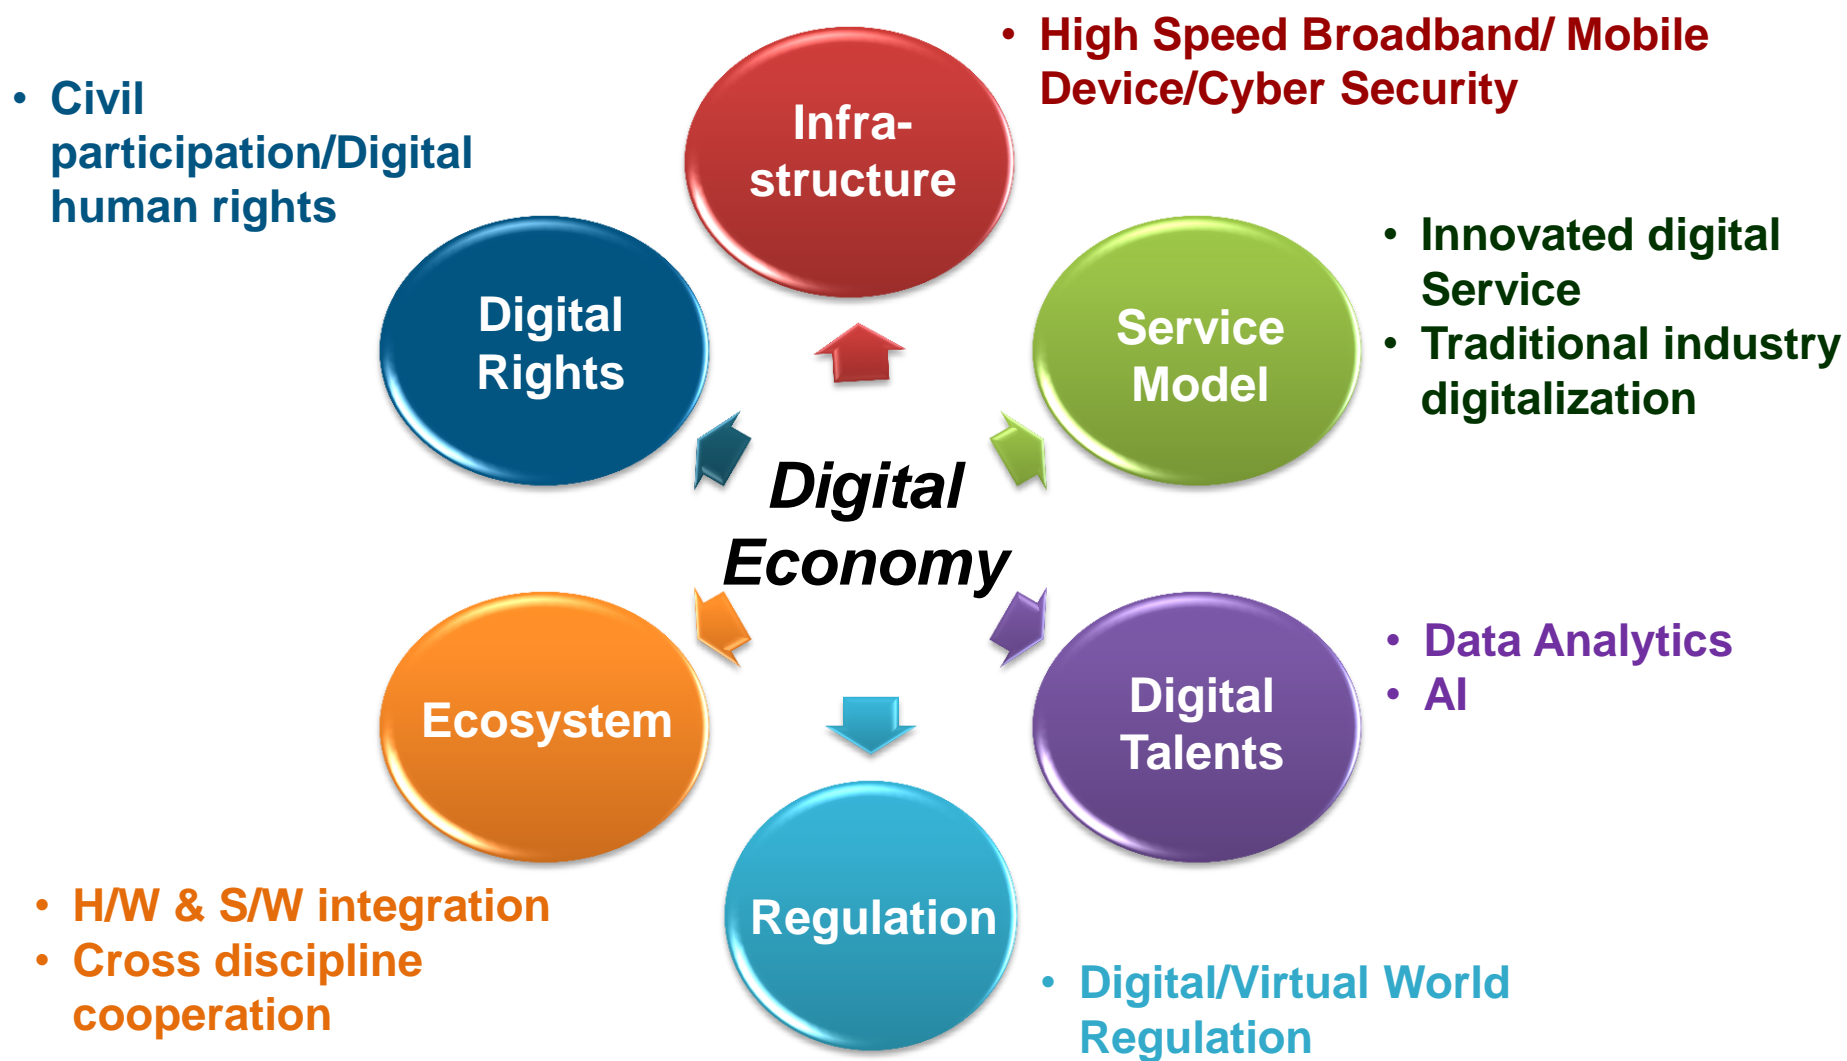 • High Speed Broadband/ Mobile
Device/Cyber Security
Infra-
structure
• Civil
participation/Digital
human rights
Digital
Rights
Service
Model
• Innovated digital
Service
• Traditional industry
digitalization
Digital
Economy
Ecosystem
Digital
Talents
• Data Analytics
• AI
Regulation
• H/W & S/W integration
• Cross discipline
cooperation
• Digital/Virtual World
Regulation